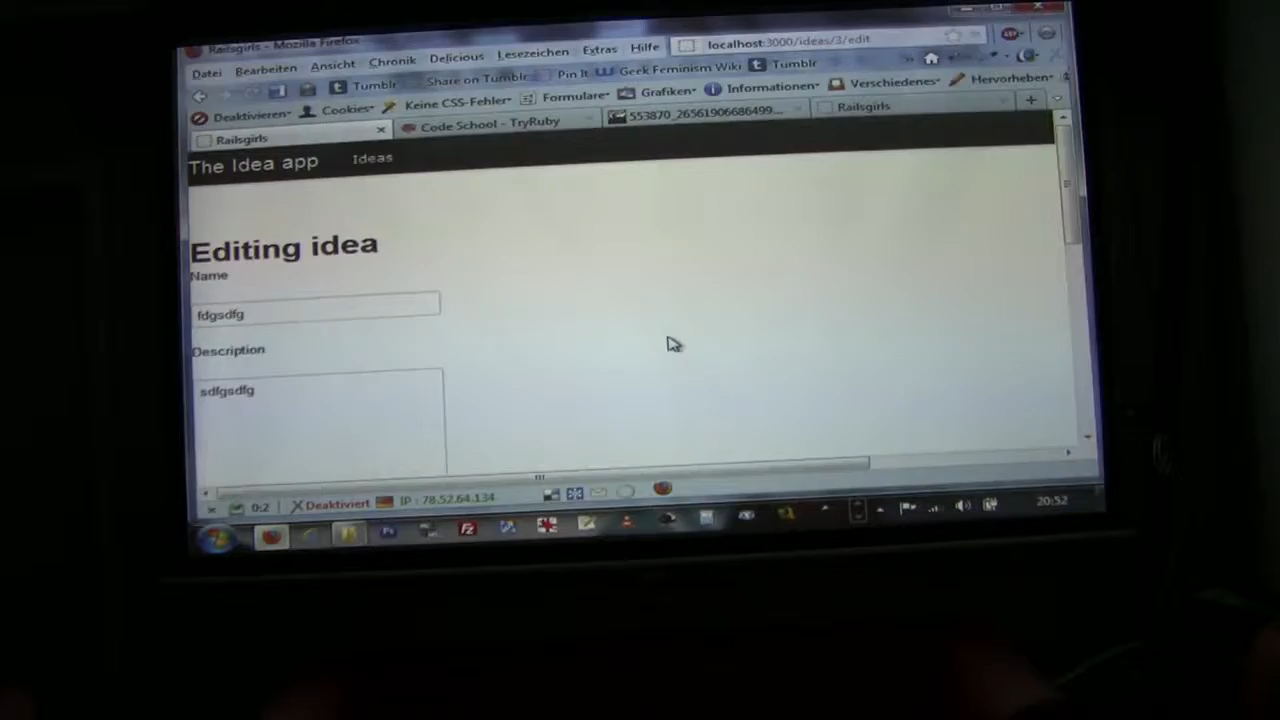 Railsgirls - Mozilla Firefox
Datei Bearbeiten Ansicht Chronik Delicious Lesezeichen Extras Hilfe localhost:3000/ideas/3/edit
Tumblr Share on Tumblr Pin It Geek Feminism Wiki Tumblr
Deaktivieren Cookies Keine CSS-Fehler Formulare Grafiken Informationen Verschiedenes Hervorheben
Railsgirls Code School - TryRuby 553870_26561906686499... Railsgirls
The Idea app Ideas
Editing idea
Name
fdgsdfg
Description
sdfgsdfg
0:2 Deaktiviert IP : 78.52.64.134
20:52